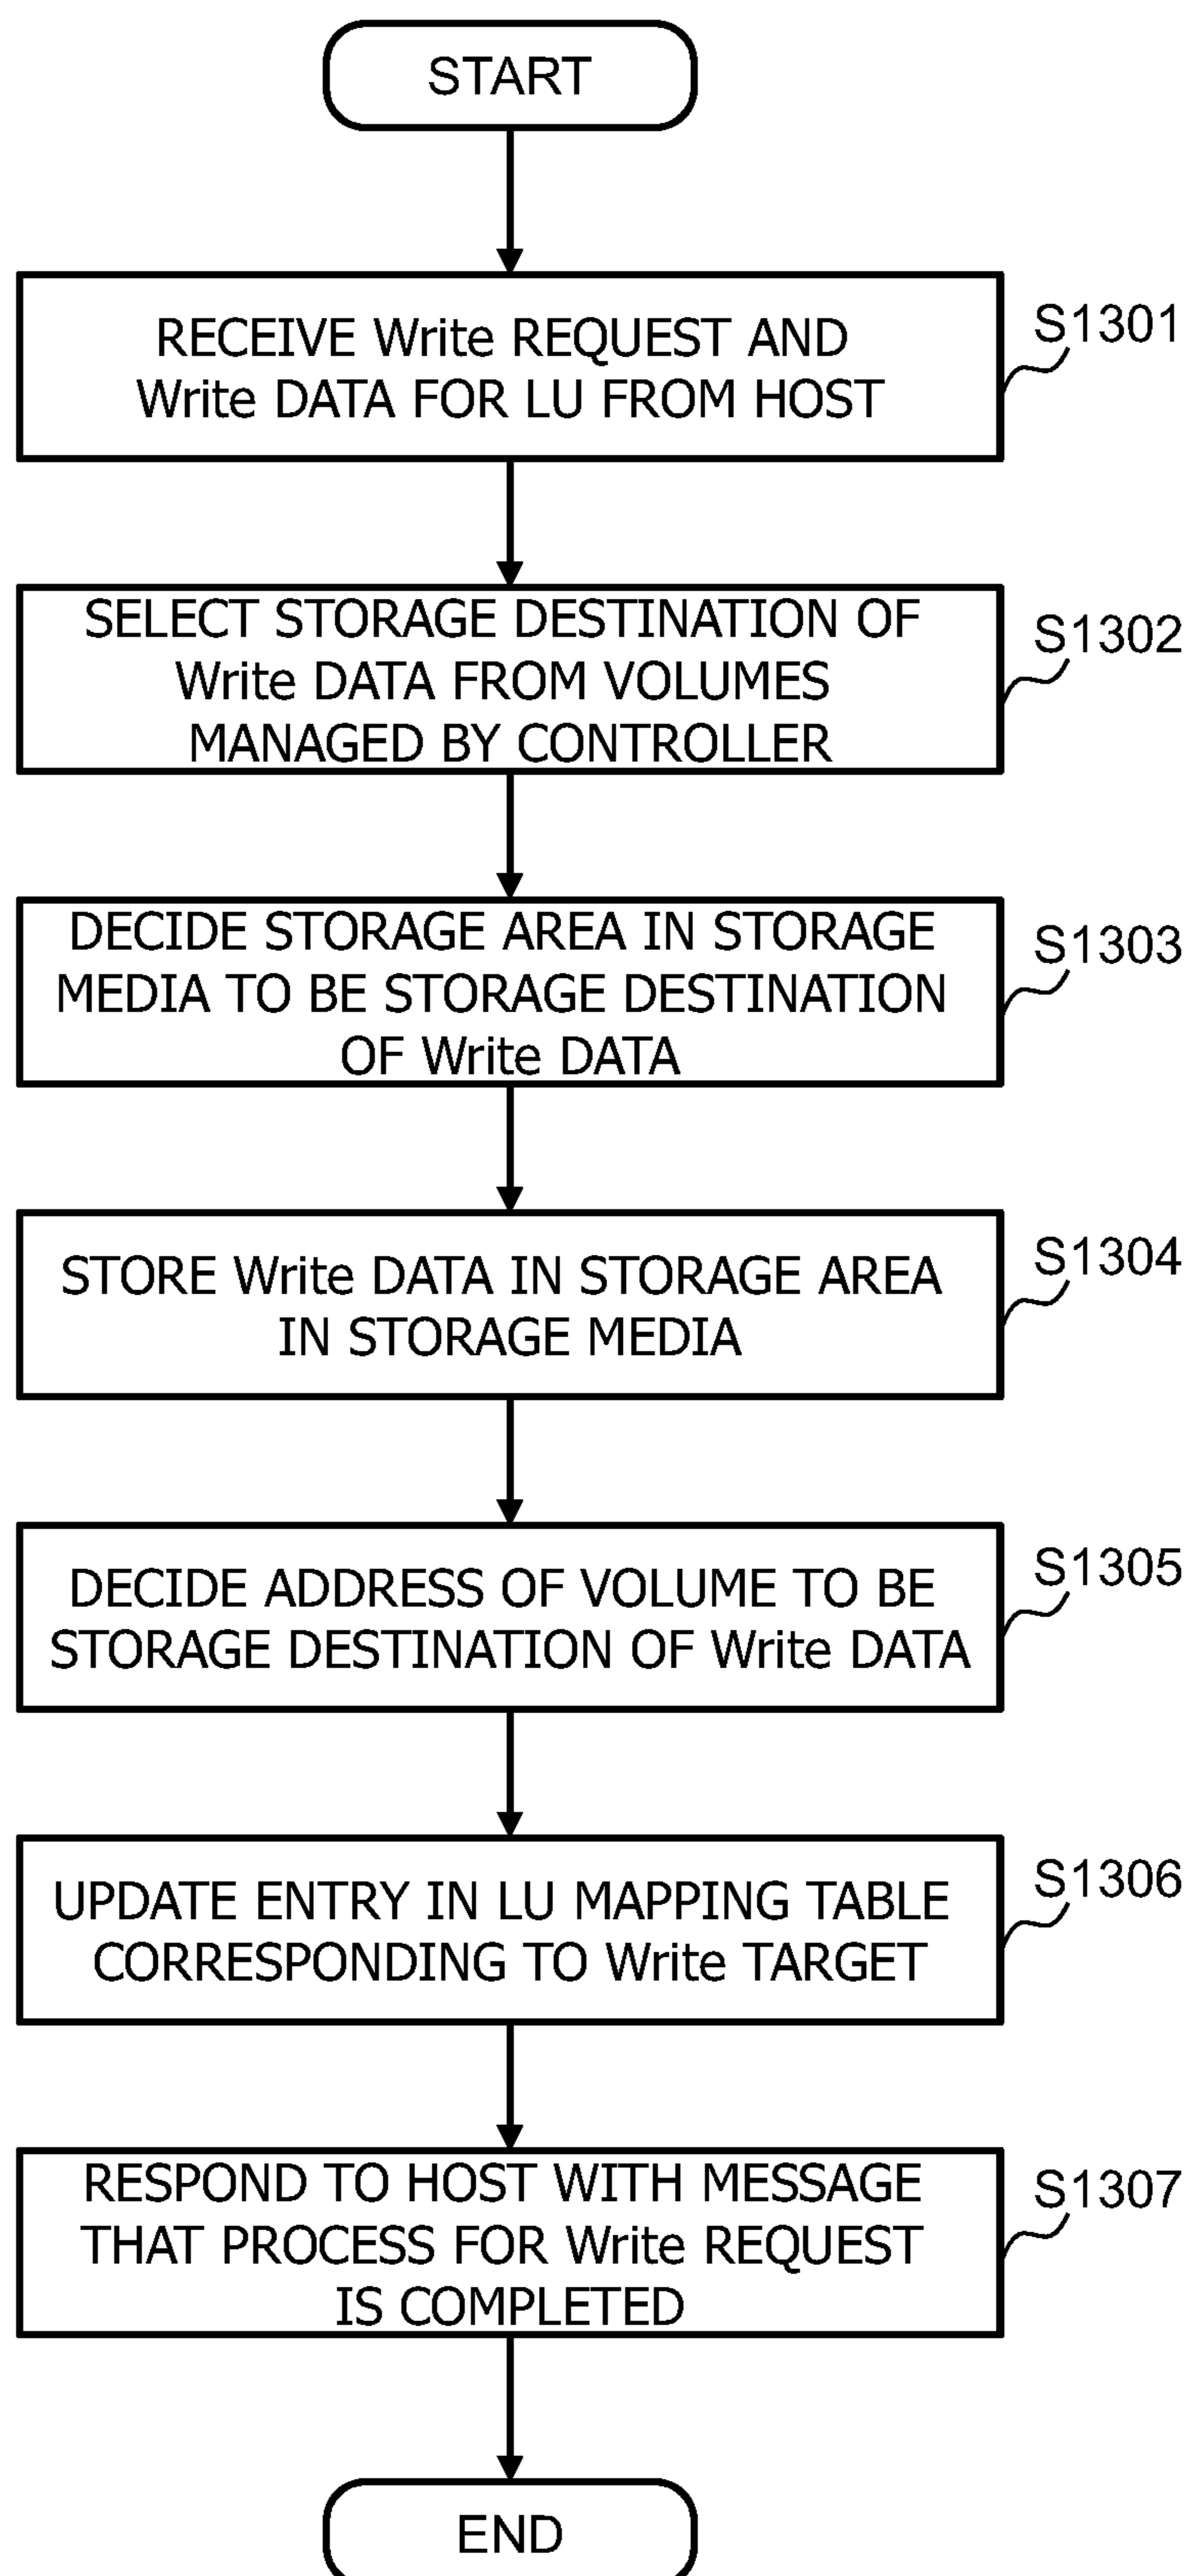 START
RECEIVE Write REQUEST AND
Write DATA FOR LU FROM HOST
S1301
SELECT STORAGE DESTINATION OF
Write DATA FROM VOLUMES
MANAGED BY CONTROLLER
S1302
DECIDE STORAGE AREA IN STORAGE
MEDIA TO BE STORAGE DESTINATION
OF Write DATA
S1303
STORE Write DATA IN STORAGE AREA
IN STORAGE MEDIA
S1304
DECIDE ADDRESS OF VOLUME TO BE
STORAGE DESTINATION OF Write DATA
S1305
UPDATE ENTRY IN LU MAPPING TABLE
CORRESPONDING TO Write TARGET
S1306
RESPOND TO HOST WITH MESSAGE
THAT PROCESS FOR Write REQUEST
IS COMPLETED
S1307
END